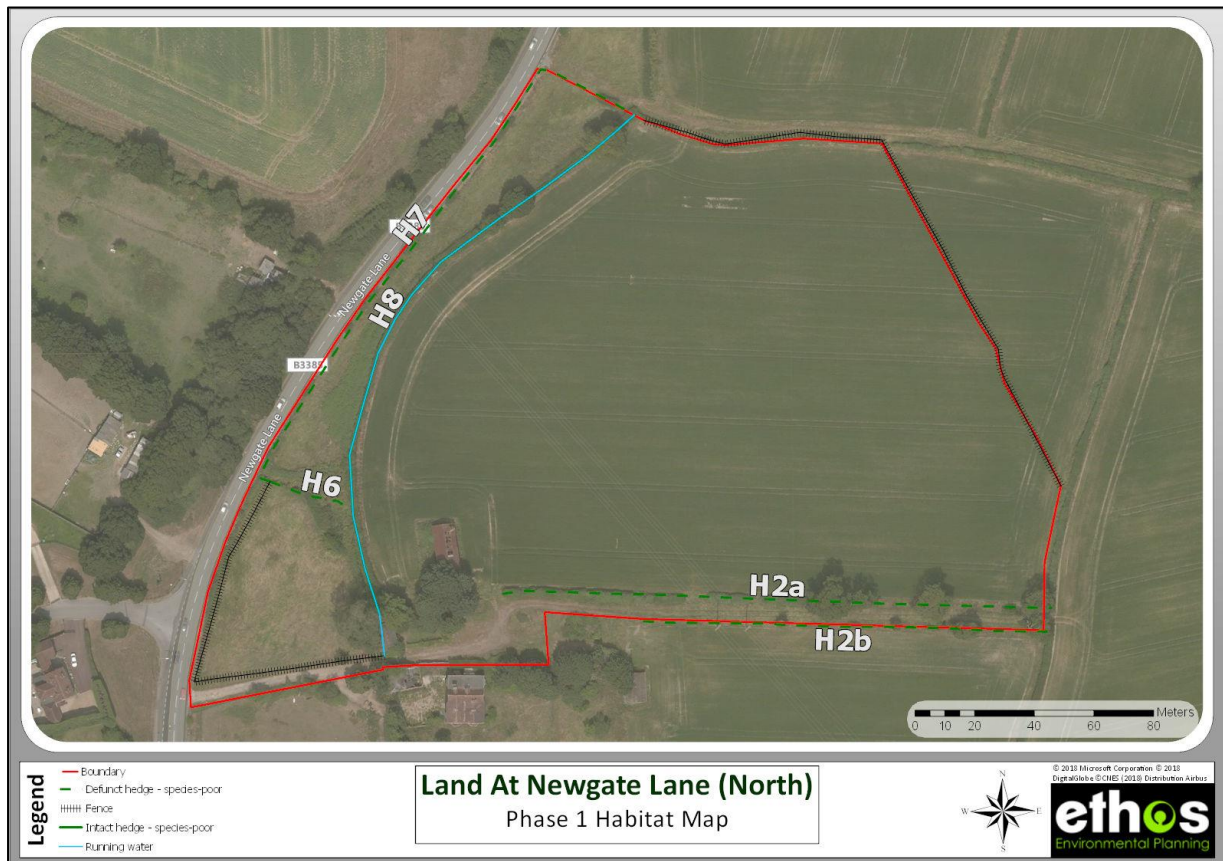 H7
Newgate Lane
H8
B3385
Newgate Lane
H6
H2a
H2b
Meters
0 10 20 40 60 80
Legend
Boundary
Defunct hedge - species-poor
Fence
Intact hedge - species-poor
Running water
Land At Newgate Lane (North)
Phase 1 Habitat Map
N
W E
S
© 2018 Microsoft Corporation © 2018
DigitalGlobe ©CNES (2018) Distribution Airbus
ethos
Environmental Planning